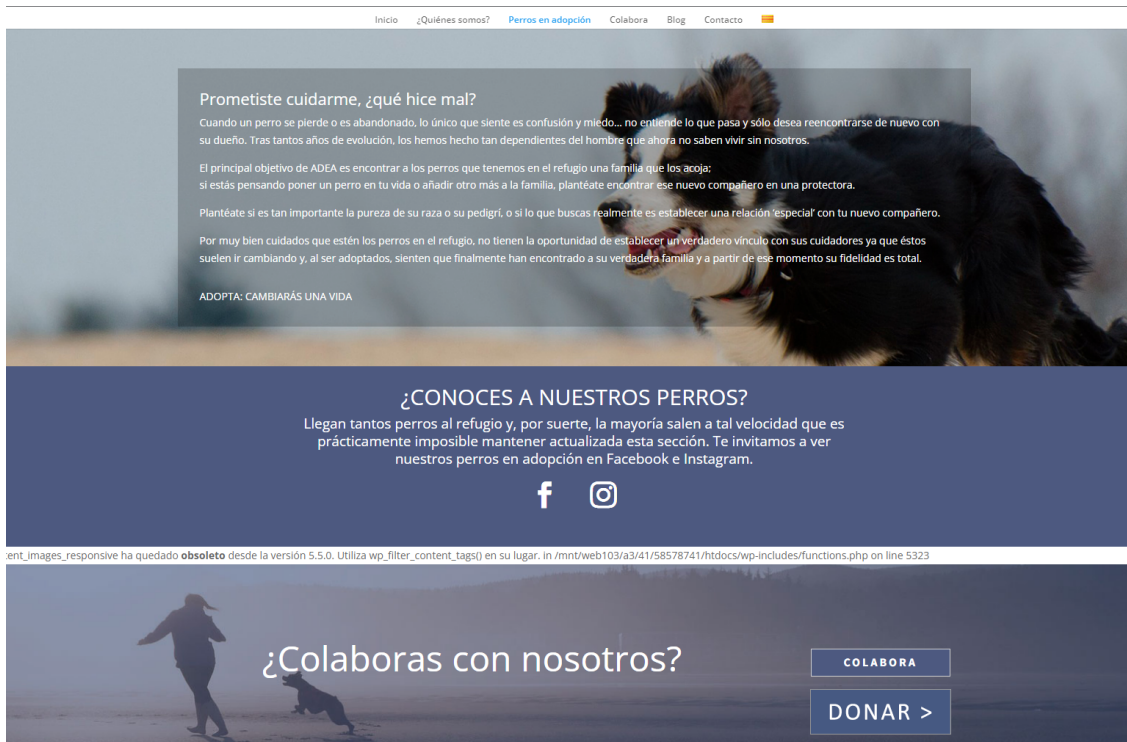 Inicio ¿Quiénes somos? Perros en adopción Colabora Blog Contacto
Prometiste cuidarme, ¿qué hice mal?
Cuando un perro se pierde o es abandonado, lo único que siente es confusión y miedo... no entiende lo que pasa y sólo desea reencontrarse de nuevo con
su dueño. Tras tantos años de evolución, los hemos hecho tan dependientes del hombre que ahora no saben vivir sin nosotros.
El principal objetivo de ADEA es encontrar a los perros que tenemos en el refugio una familia que los acoja;
si estás pensando poner un perro en tu vida o añadir otro más a la familia, plantéate encontrar ese nuevo compañero en una protectora.
Plantéate si es tan importante la pureza de su raza o su pedigrí, o si lo que buscas realmente es establecer una relación 'especial' con tu nuevo compañero.
Por muy bien cuidados que estén los perros en el refugio, no tienen la oportunidad de establecer un verdadero vínculo con sus cuidadores ya que éstos
suelen ir cambiando y, al ser adoptados, sienten que finalmente han encontrado a su verdadera familia y a partir de ese momento su fidelidad es total.
ADOPTA: CAMBIARÁS UNA VIDA
¿CONOCES A NUESTROS PERROS?
Llegan tantos perros al refugio y, por suerte, la mayoría salen a tal velocidad que es
prácticamente imposible mantener actualizada esta sección. Te invitamos a ver
nuestros perros en adopción en Facebook e Instagram.
tent_images_responsive ha quedado obsoleto desde la versión 5.5.0. Utiliza wp_filter_content_tags() en su lugar. in /mnt/web103/a3/41/58578741/htdocs/wp-includes/functions.php on line 5323
¿Colaboras con nosotros?
COLABORA
DONAR >